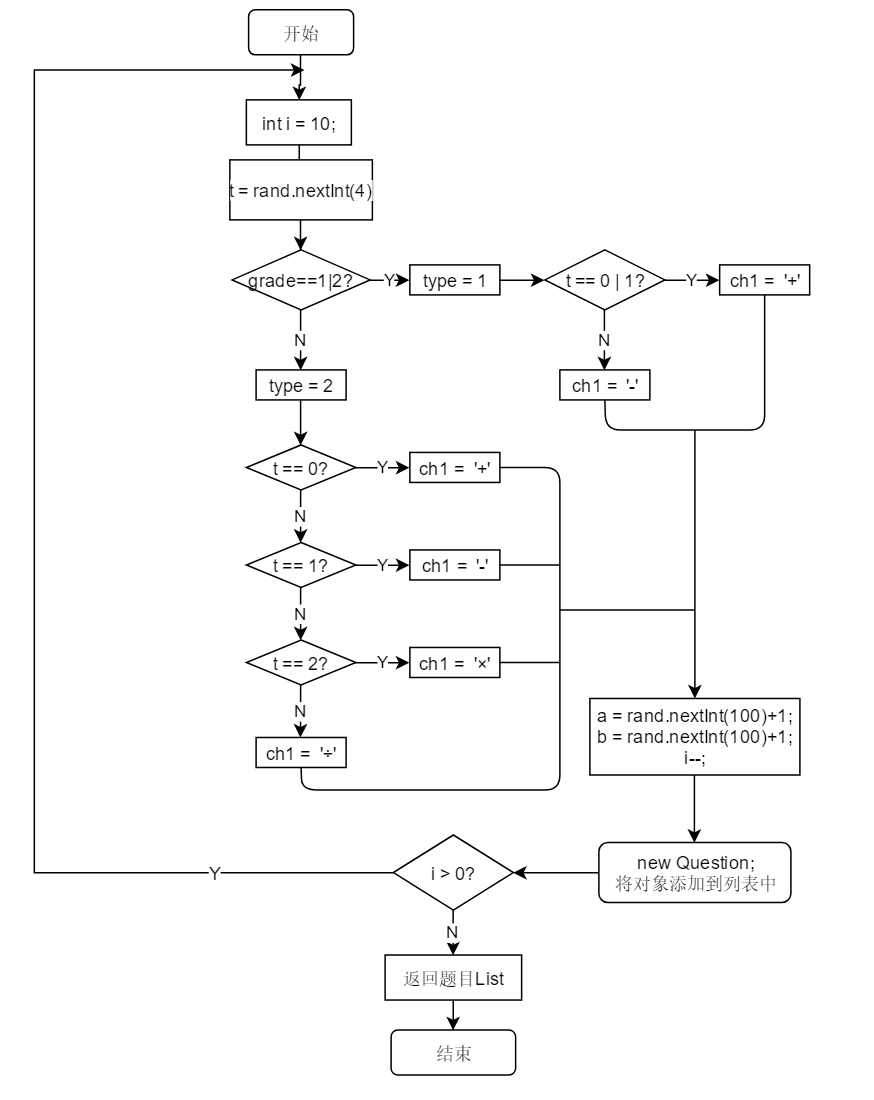 开始
int i = 10;
t = rand.nextInt(4)
grade==1|2?
Y
type = 1
t == 0 | 1?
Y
ch1 = '+'
N
N
type = 2
ch1 = '-'
t == 0?
Y
ch1 = '+'
N
t == 1?
Y
ch1 = '-'
N
t == 2?
Y
ch1 = '×'
N
ch1 = '÷'
a = rand.nextInt(100)+1;
b = rand.nextInt(100)+1;
i--;
new Question;
将对象添加到列表中
i > 0?
Y
N
返回题目List
结束